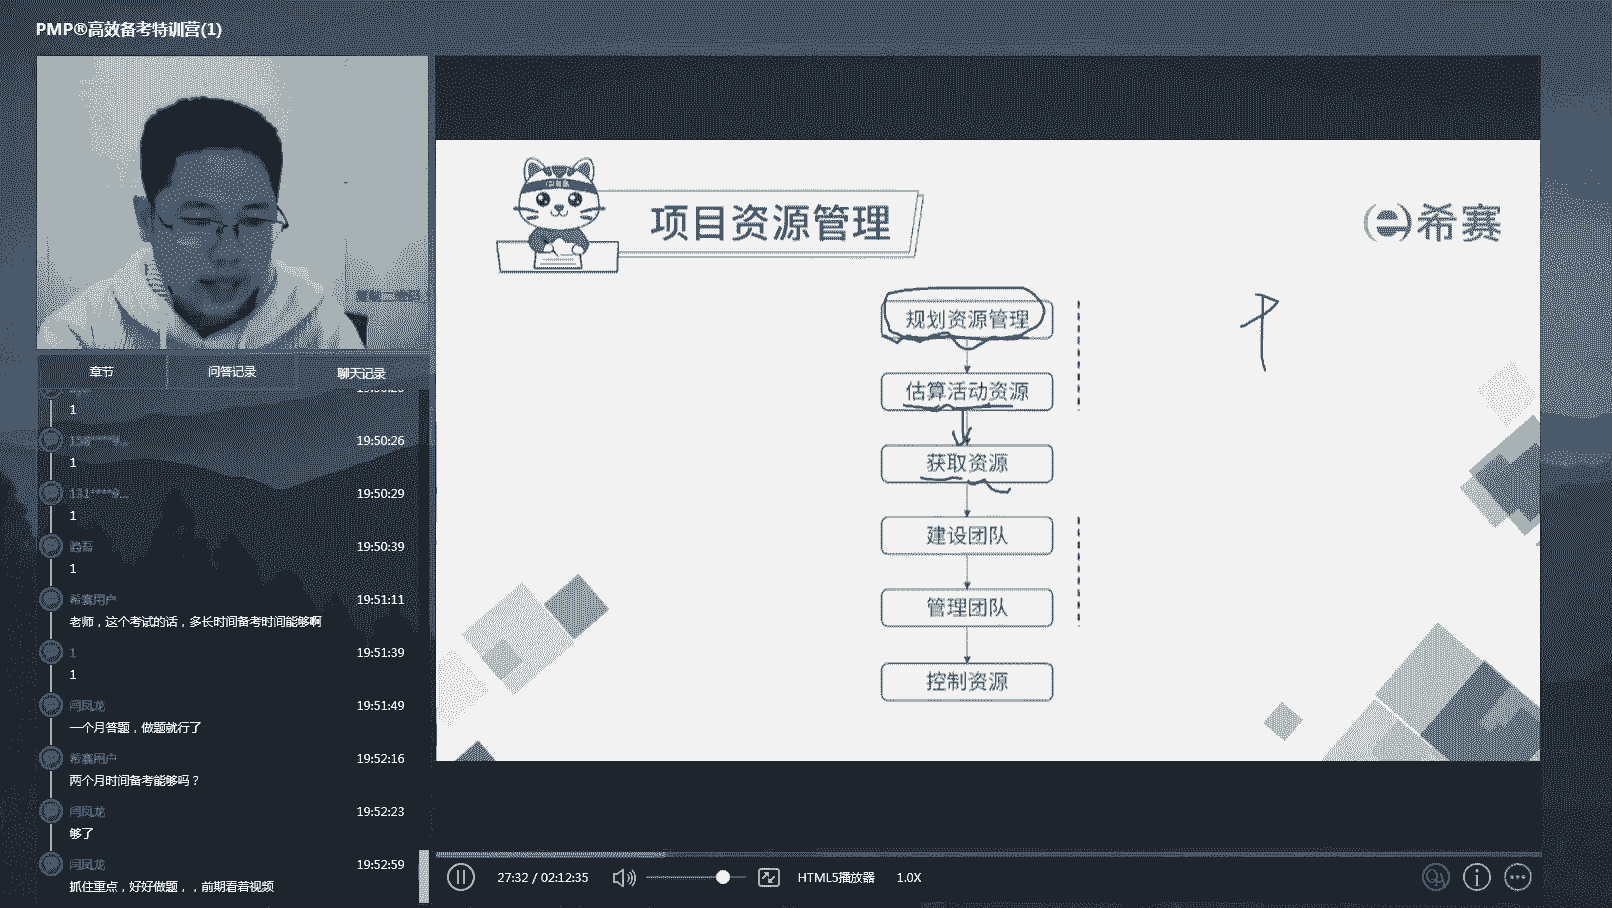 PMP®高效备考特训营(1)
项目资源管理
希赛
规划资源管理
估算活动资源
获取资源
建设团队
管理团队
控制资源
P
章节
问答记录
聊天记录
1
19:50:26
1
19:50:29
1
19:50:39
1
希赛用户
19:51:11
老师，这个考试的话，多长时间备考时间能够啊
1
19:51:39
1
闫凤龙
19:51:49
一个月答题，做题就行了
希赛用户
19:52:16
两个月时间备考能够吗？
闫凤龙
19:52:23
够了
闫凤龙
19:52:59
抓住重点，好好做题，，前期看着视频
27:32 / 02:12:35
HTML5播放器
1.0X